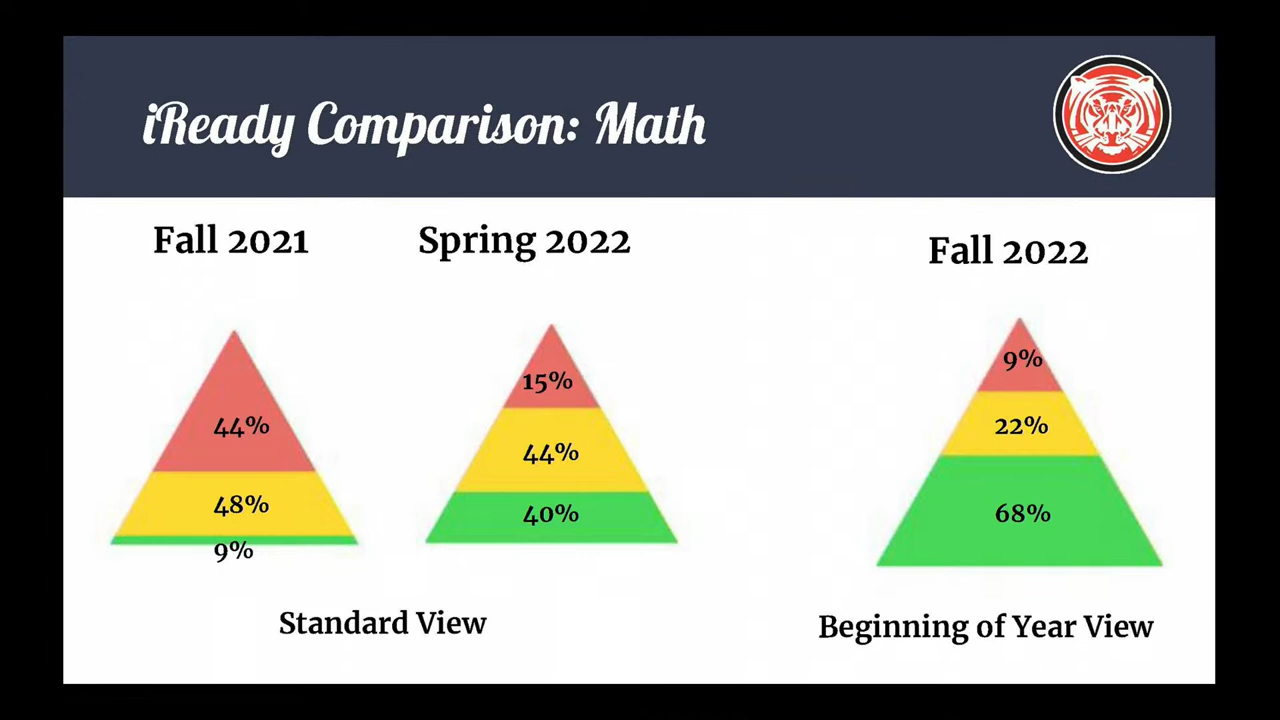 iReady Comparison: Math
Fall 2021
Spring 2022
Fall 2022
44%
48%
9%
15%
44%
40%
9%
22%
68%
Standard View
Beginning of Year View